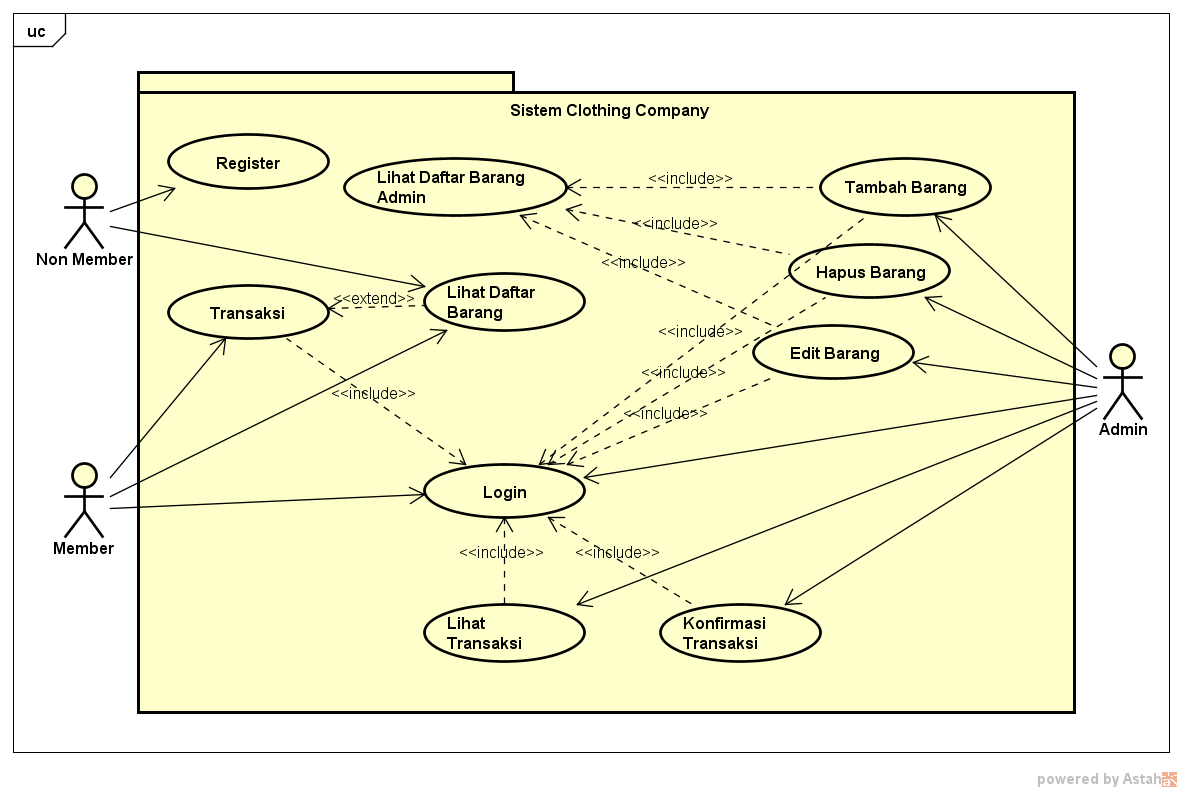 uc
Sistem Clothing Company
Register
Lihat Daftar Barang
Admin
<<include>>
Tambah Barang
<<include>>
Non Member
<<include>>
Hapus Barang
Transaksi
<<extend>>
Lihat Daftar
Barang
<<include>>
Edit Barang
<<include>>
<<include>>
<<include>>
Admin
Login
Member
<<include>>
<<include>>
Lihat
Transaksi
Konfirmasi
Transaksi
powered by Astah